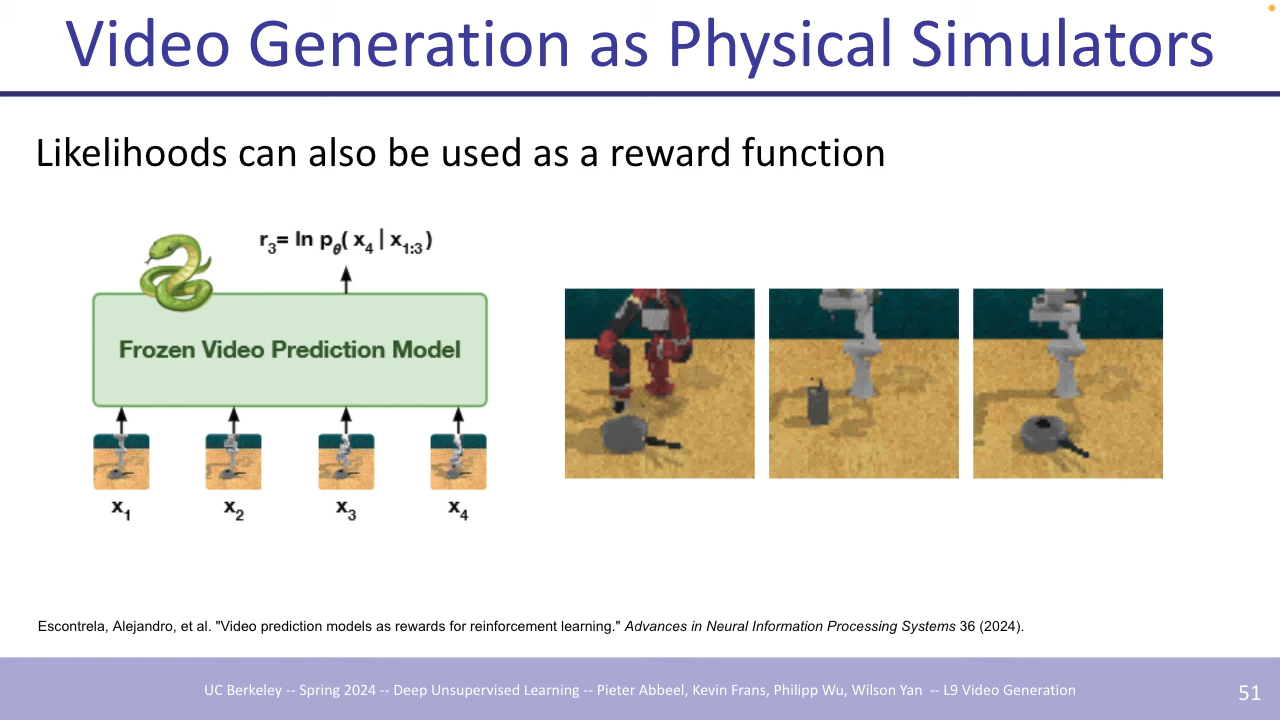 Video Generation as Physical Simulators
Likelihoods can also be used as a reward function
r₃= ln pθ( x₄ | x₁:₃ )
Frozen Video Prediction Model
x₁ x₂ x₃ x₄
Escontrela, Alejandro, et al. "Video prediction models as rewards for reinforcement learning." Advances in Neural Information Processing Systems 36 (2024).
UC Berkeley -- Spring 2024 -- Deep Unsupervised Learning -- Pieter Abbeel, Kevin Frans, Philipp Wu, Wilson Yan -- L9 Video Generation
51